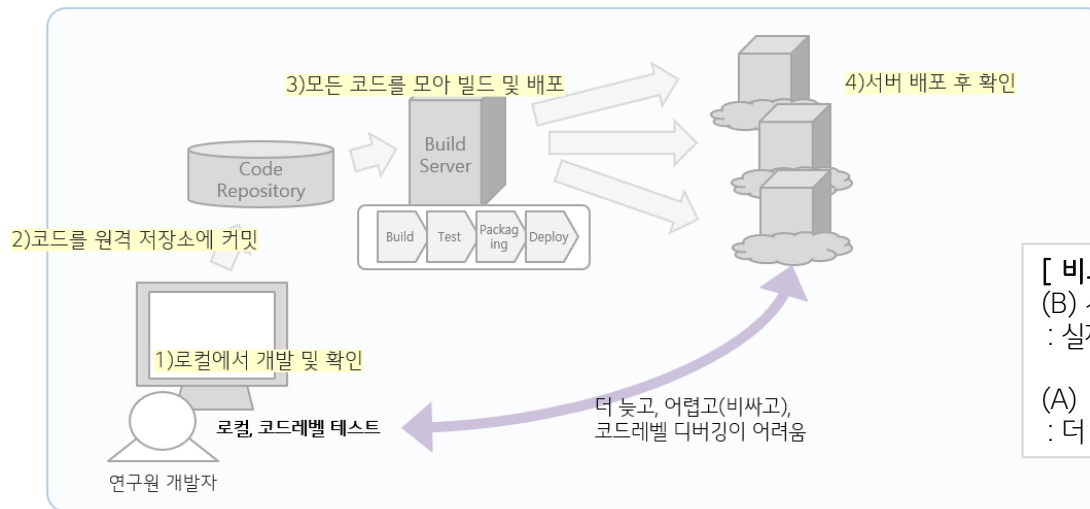 3)모든 코드를 모아 빌드 및 배포
4)서버 배포 후 확인
Build
Server
Code
Repository
Build
Test
Packag
ing
Deploy
2)코드를 원격 저장소에 커밋
1)로컬에서 개발 및 확인
로컬, 코드레벨 테스트
연구원 개발자
더 늦고, 어렵고(비싸고),
코드레벨 디버깅이 어려움
[ 비
(B)
:
(A)
: 더